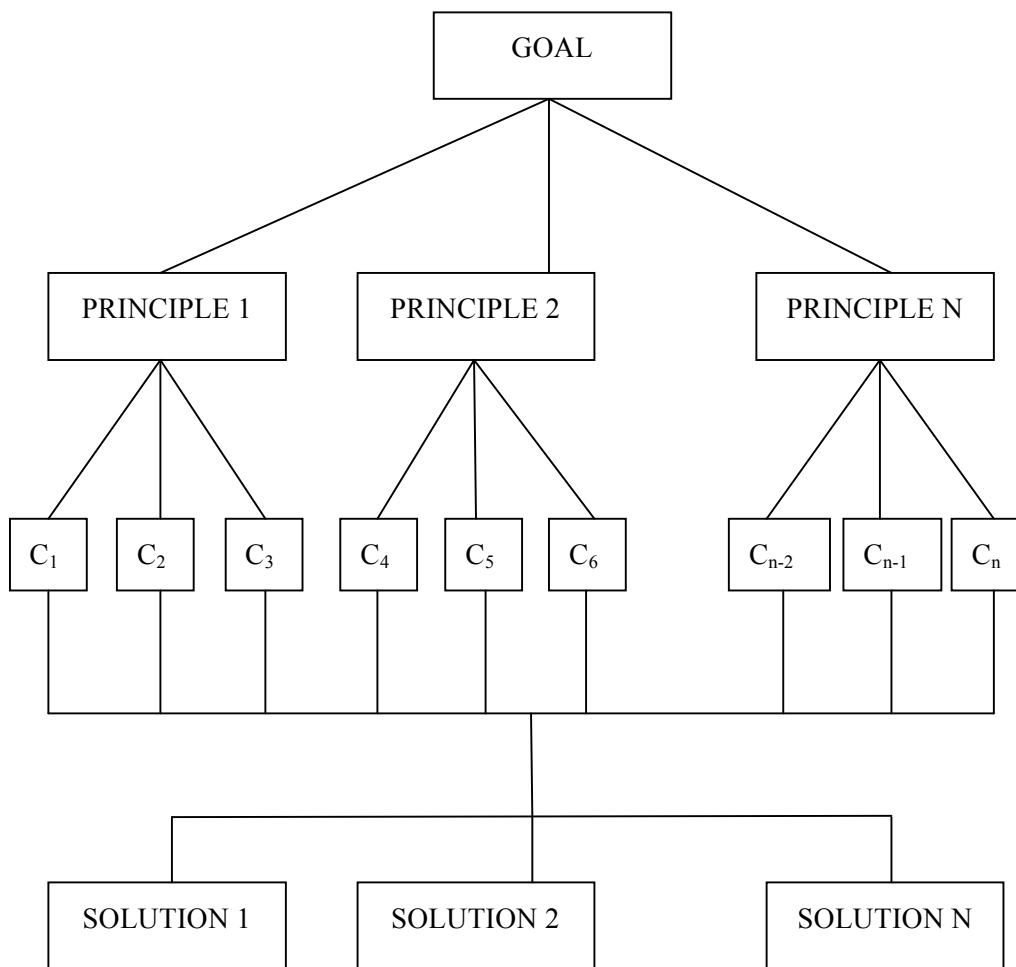 GOAL
PRINCIPLE 1 PRINCIPLE 2 PRINCIPLE N
C₁ C₂ C₃ C₄ C₅ C₆ Cₙ₋₂ Cₙ₋₁ Cₙ
SOLUTION 1 SOLUTION 2 SOLUTION N